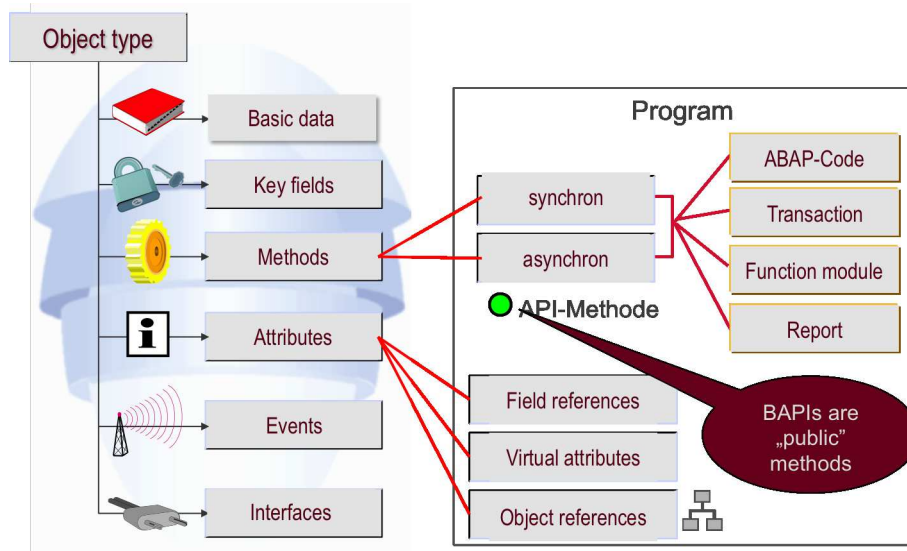 Object type
Basic data
Key fields
Methods
Attributes
Events
Interfaces
Program
synchron
asynchron
API-Methode
ABAP-Code
Transaction
Function module
Report
Field references
Virtual attributes
Object references
BAPIs are
„public”
methods
i